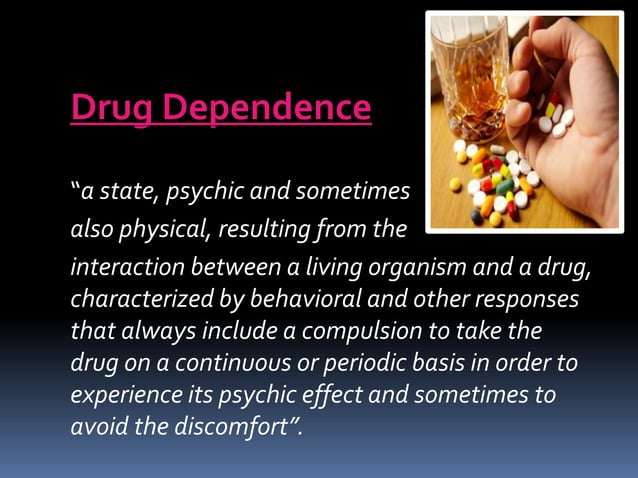 Drug Dependence
“a state, psychic and sometimes
also physical, resulting from the
interaction between a living organism and a drug,
characterized by behavioral and other responses
that always include a compulsion to take the
drug on a continuous or periodic basis in order to
experience its psychic effect and sometimes to
avoid the discomfort”.